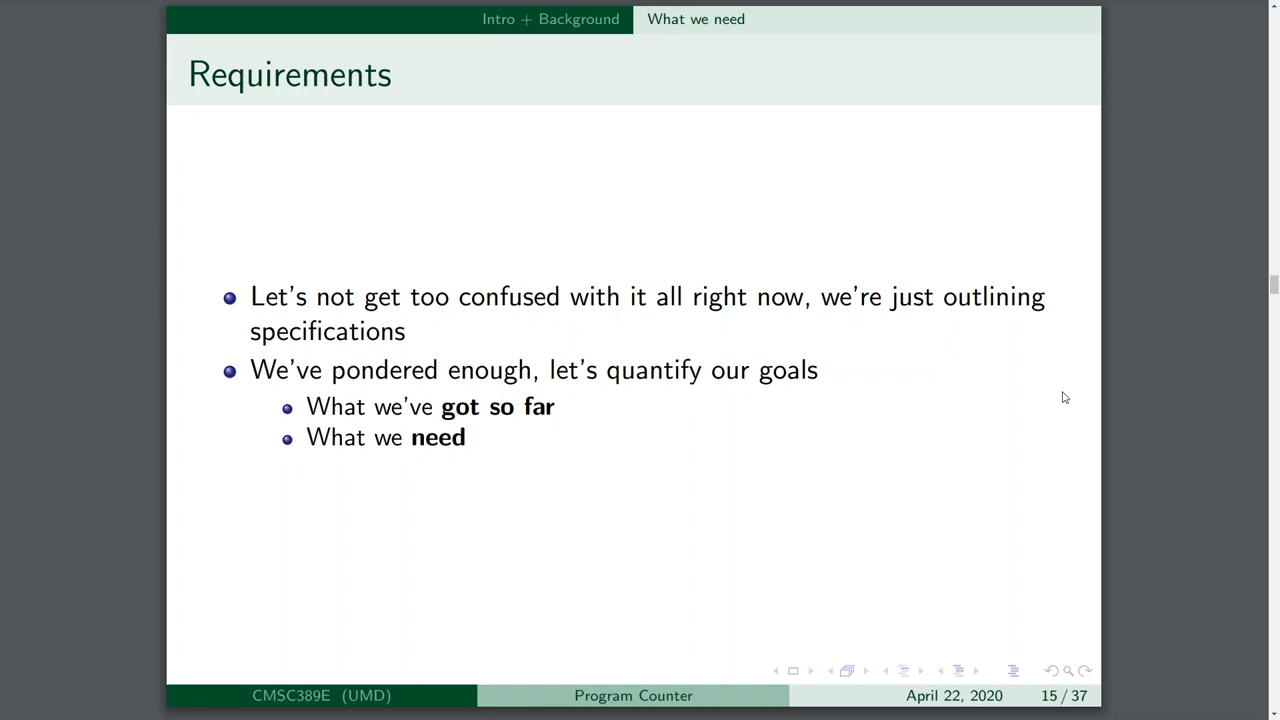 Intro + Background What we need
Requirements
Let's not get too confused with it all right now, we're just outlining
specifications
We've pondered enough, let's quantify our goals
What we've got so far
What we need
CMSC389E (UMD) Program Counter April 22, 2020 15 / 37